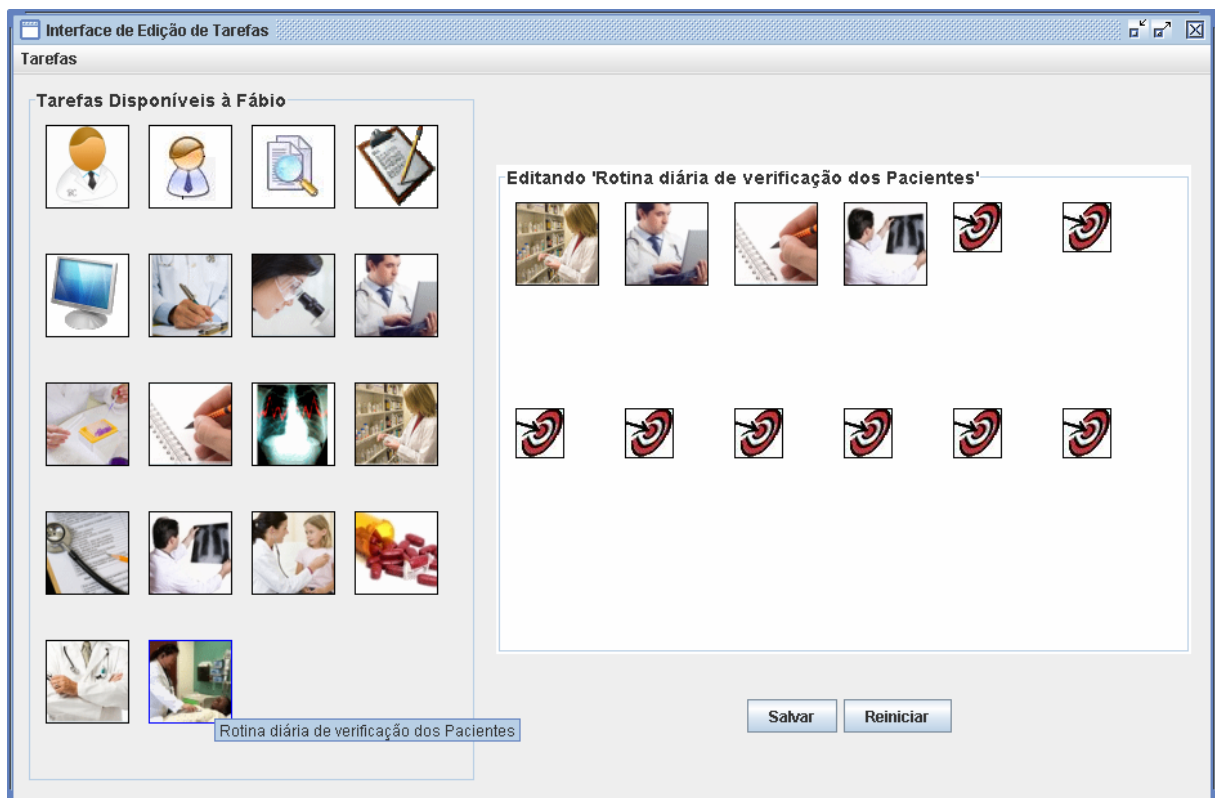 Interface de Edição de Tarefas
Tarefas
Tarefas Disponíveis à Fábio
Editando 'Rotina diária de verificação dos Pacientes'
Rotina diária de verificação dos Pacientes
Salvar
Reiniciar